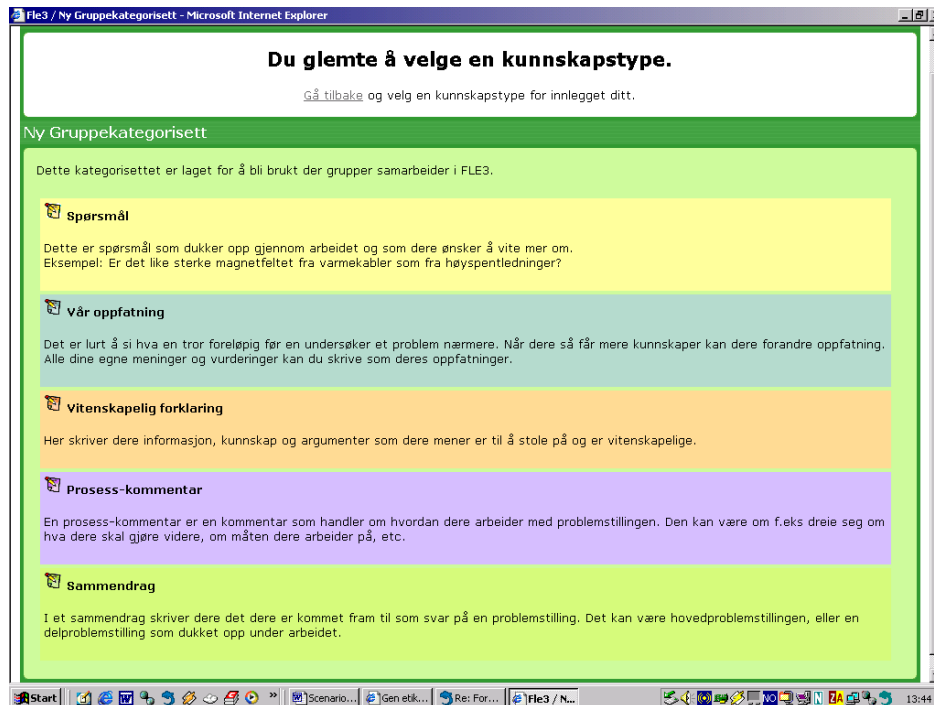 Fle3 / Ny Gruppekategorisett - Microsoft Internet Explorer
Du glemte å velge en kunnskapstype.
Gå tilbake og velg en kunnskapstype for innlegget ditt.
Ny Gruppekategorisett
Dette kategorisettet er laget for å bli brukt der grupper samarbeider i FLE3.
Spørsmål
Dette er spørsmål som dukker opp gjennom arbeidet og som dere ønsker å vite mer om.
Eksempel: Er det like sterke magnetfeltet fra varmekabler som fra høyspentledninger?
Vår oppfatning
Det er lurt å si hva en tror foreløpig før en undersøker et problem nærmere. Når dere så får mere kunnskaper kan dere forandre oppfatning.
Alle dine egne meninger og vurderinger kan du skrive som deres oppfatninger.
Vitenskapelig forklaring
Her skriver dere informasjon, kunnskap og argumenter som dere mener er til å stole på og er vitenskapelige.
Prosess-kommentar
En prosess-kommentar er en kommentar som handler om hvordan dere arbeider med problemstillingen. Den kan være om f.eks dreie seg om
hva dere skal gjøre videre, om måten dere arbeider på, etc.
Sammendrag
I et sammendrag skriver dere det dere er kommet fram til som svar på en problemstilling. Det kan være hovedproblemstillingen, eller en
delproblemstilling som dukket opp under arbeidet.
Start » Scenario... Gen etik... Re: For... Fle3 / N... NO ZA 13:44